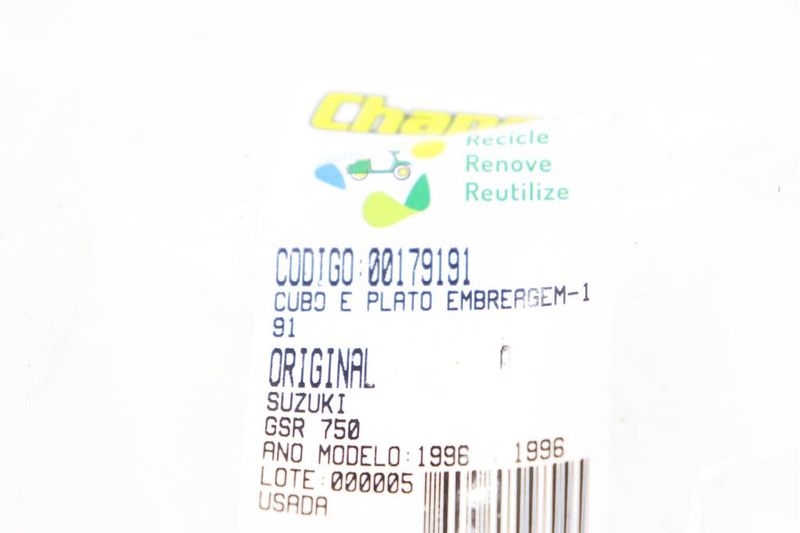 Recicle
Renove
Reutilize
CODIGO:00179191
CUBO E PLATO EMBREAGEM-1
91
ORIGINAL
SUZUKI
GSR 750
ANO MODELO:1996 1996
LOTE:000005
USADA